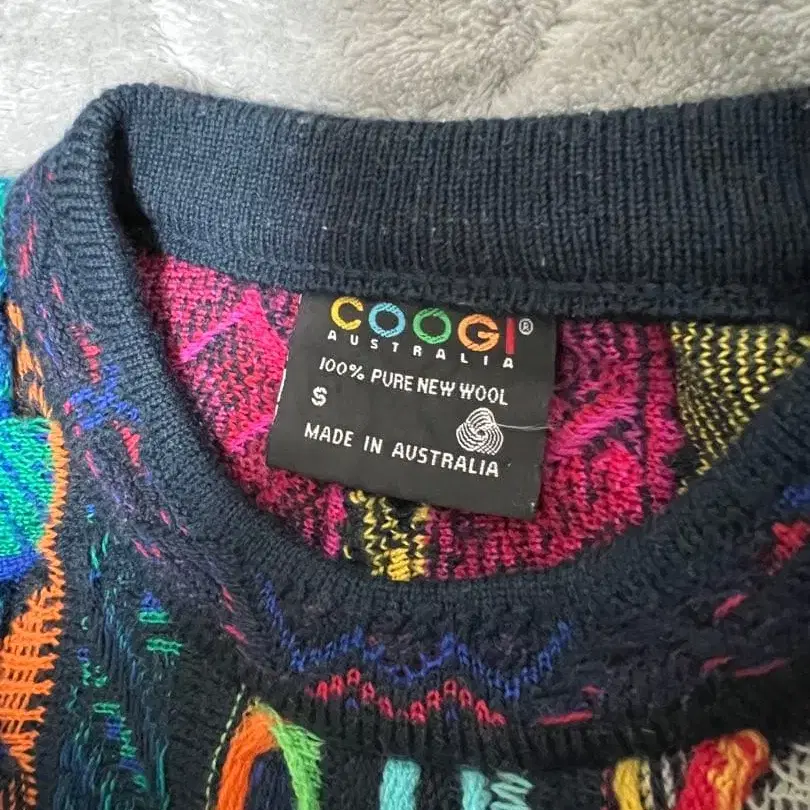 COOGI®
AUSTRALIA
100% PURE NEW WOOL
S
MADE IN AUSTRALIA